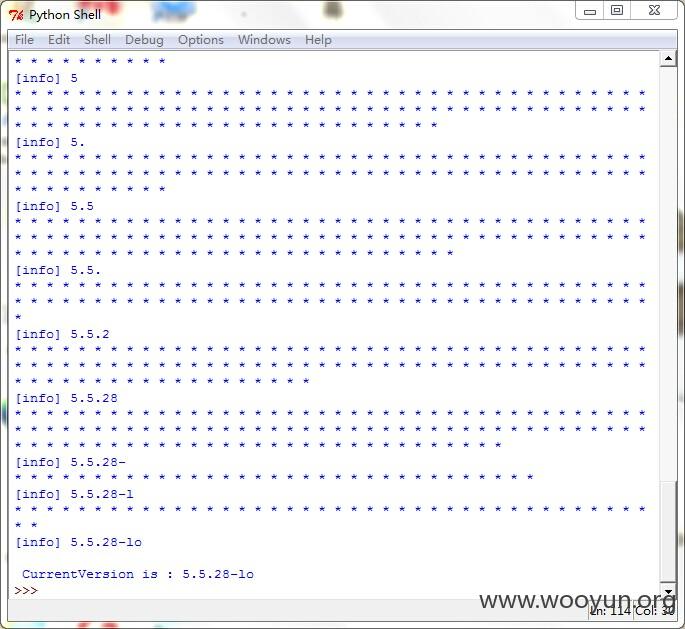 Python Shell
File Edit Shell Debug Options Windows Help
* * * * * * * * * *
[info] 5
* * * * * * * * * * * * * * * * * * * * * * * * * * * * * * * * * * * * * * * *
* * * * * * * * * * * * * * * * * * * * * * * * * * * * * * * * * * * * * * * *
* * * * * * * * * * * * * * * * * * * * * * * * * * *
[info] 5.
* * * * * * * * * * * * * * * * * * * * * * * * * * * * * * * * * * * * * * * *
* * * * * * * * * * * * * * * * * * * * * * * * * * * * * * * * * * * * * * * *
* * * * * * * * * *
[info] 5.5
* * * * * * * * * * * * * * * * * * * * * * * * * * * * * * * * * * * * * * * *
* * * * * * * * * * * * * * * * * * * * * * * * * * * * * * * * * * * * * * * *
* * * * * * * * * * * * * * * * * * * * * * * * * * * *
[info] 5.5.
* * * * * * * * * * * * * * * * * * * * * * * * * * * * * * * * * * * * * * * *
* * * * * * * * * * * * * * * * * * * * * * * * * * * * * * * * * * * * * * * *
*
[info] 5.5.2
* * * * * * * * * * * * * * * * * * * * * * * * * * * * * * * * * * * * * * * *
* * * * * * * * * * * * * * * * * * * * * * * * * * * * * * * * * * * * * * * *
* * * * * * * * * * * * * * * * * * *
[info] 5.5.28
* * * * * * * * * * * * * * * * * * * * * * * * * * * * * * * * * * * * * * * *
* * * * * * * * * * * * * * * * * * * * * * * * * * * * * * * * * * * * * * * *
* * * * * * * * * * * * * * * * * * * * * * * * * * * * * * *
[info] 5.5.28-
* * * * * * * * * * * * * * * * * * * * * * * * * * * * * * * * *
[info] 5.5.28-l
* * * * * * * * * * * * * * * * * * * * * * * * * * * * * * * * * * * * * * * *
* *
[info] 5.5.28-lo
CurrentVersion is : 5.5.28-lo
>>>
www.wooyun.org
Ln: 114 Col: 30